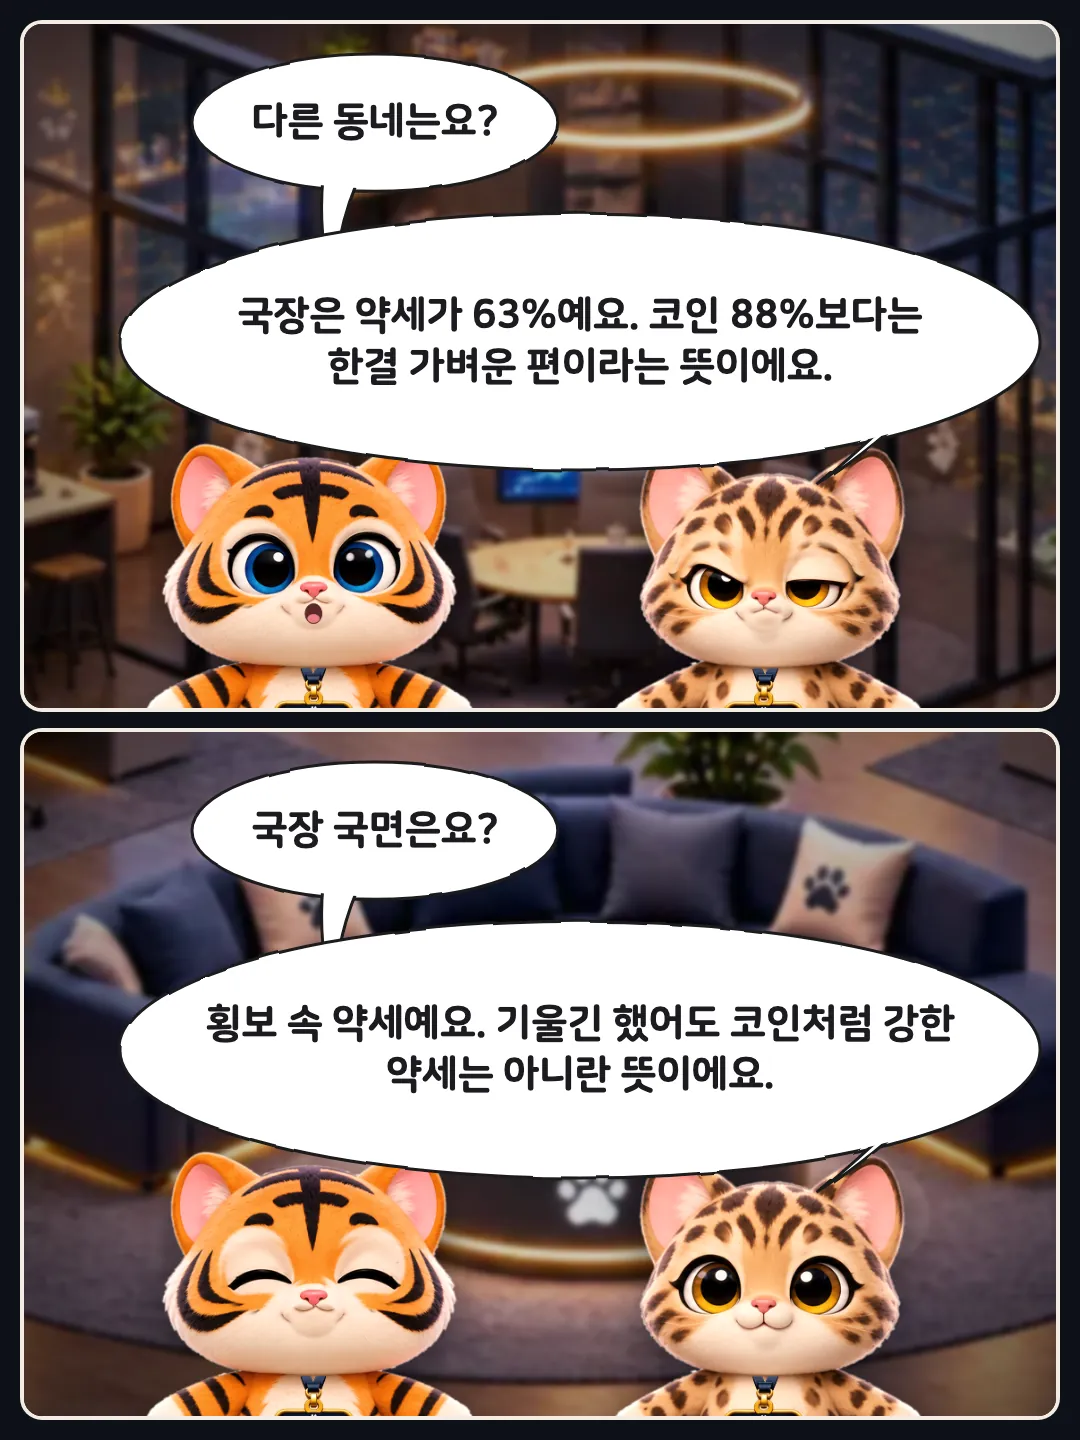 다른 동네는요?
국장은 약세가 63%예요. 코인 88%보다는
한결 가벼운 편이라는 뜻이에요.
국장 국면은요?
횡보 속 약세예요. 기울긴 했어도 코인처럼 강한
약세는 아니란 뜻이에요.